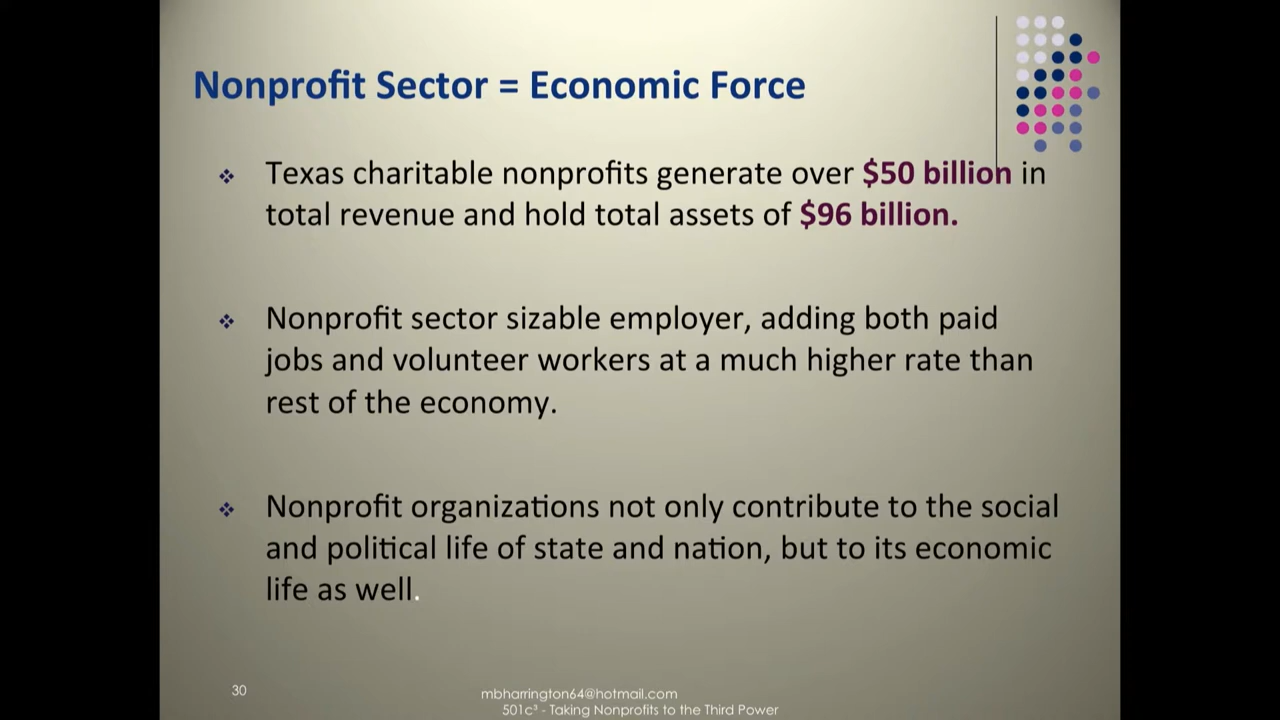 Nonprofit Sector = Economic Force
❖ Texas charitable nonprofits generate over $50 billion in
total revenue and hold total assets of $96 billion.
❖ Nonprofit sector sizable employer, adding both paid
jobs and volunteer workers at a much higher rate than
rest of the economy.
❖ Nonprofit organizations not only contribute to the social
and political life of state and nation, but to its economic
life as well.
30
mbharrington64@hotmail.com
501c³ - Taking Nonprofits to the Third Power